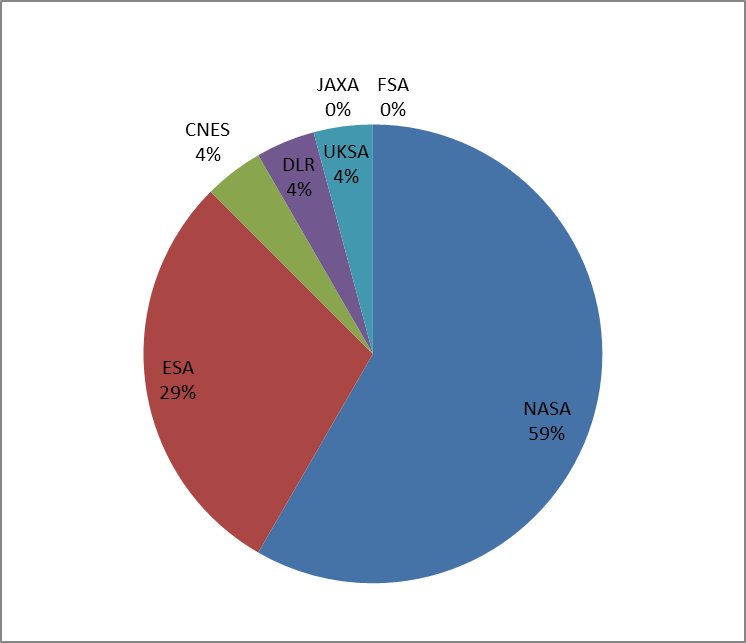 JAXA
0%
FSA
0%
CNES
4%
DLR
4%
UKSA
4%
ESA
29%
NASA
59%